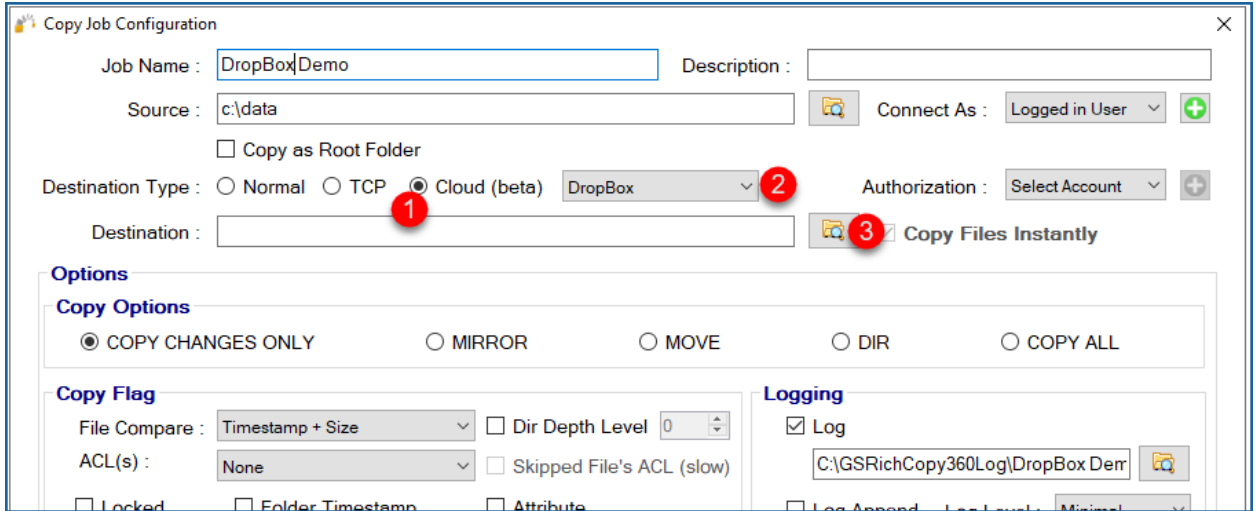 Copy Job Configuration
Job Name : DropBox Demo Description :
Source : c:\data Connect As : Logged in User
Copy as Root Folder
Destination Type : Normal TCP Cloud (beta) DropBox 2 Authorization : Select Account
1
Destination : 3 Copy Files Instantly
Options
Copy Options
COPY CHANGES ONLY MIRROR MOVE DIR COPY ALL
Copy Flag Logging
File Compare : Timestamp + Size Dir Depth Level 0 Log
ACL(s) : None Skipped File's ACL (slow) C:\GSRichCopy360Log\DropBox Dem
Locked Folder Timestamp Attribute Log Append Log Level : Minimal